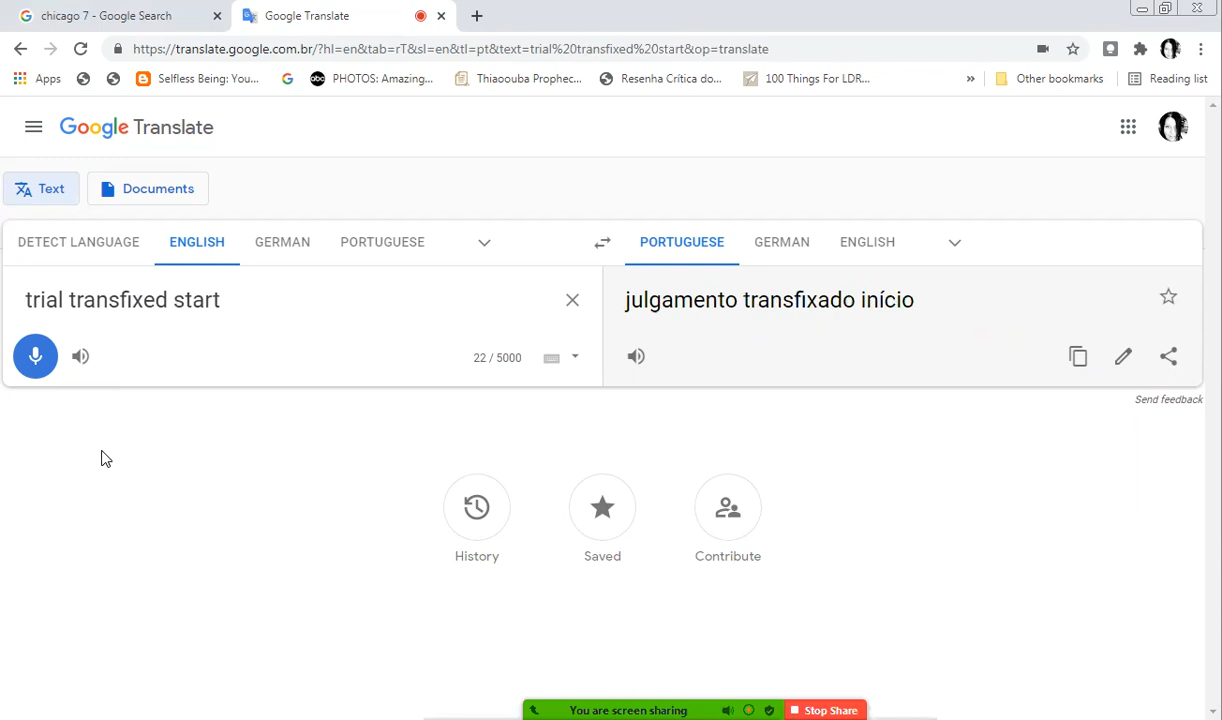 chicago 7 - Google Search
Google Translate
https://translate.google.com.br/?hl=en&tab=rT&sl=en&tl=pt&text=trial%20transfixed%20start&op=translate
Apps
Selfless Being: You...
PHOTOS: Amazing,...
Thiaoouba Prophec...
Resenha Crítica do...
100 Things For LDR...
»
Other bookmarks
Reading list
Google Translate
Text
Documents
DETECT LANGUAGE ENGLISH GERMAN PORTUGUESE
PORTUGUESE GERMAN ENGLISH
trial transfixed start
julgamento transfixado início
22 / 5000
Send feedback
History
Saved
Contribute
You are screen sharing
Stop Share